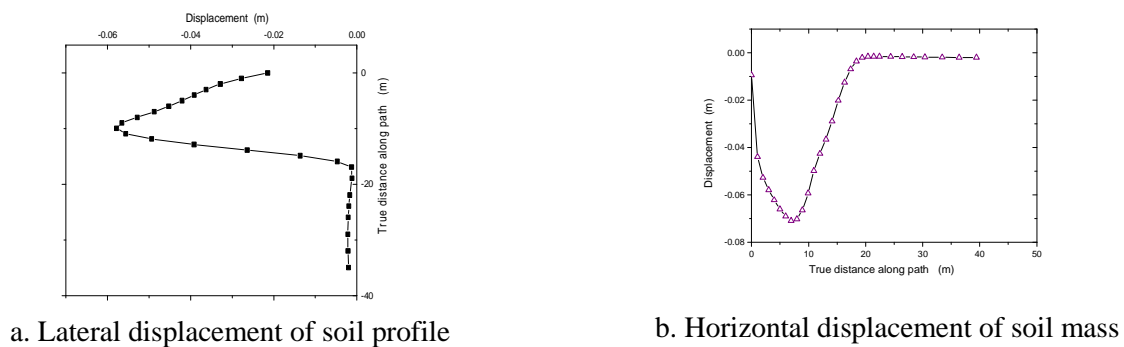 Displacement (m)
-0.06 -0.04 -0.02 0.00
0
-20
-40
True distance along path (m)
a. Lateral displacement of soil profile
0.00
-0.02
-0.04
-0.06
-0.08
Displacement (m)
0 10 20 30 40 50
True distance along path (m)
b. Horizontal displacement of soil mass